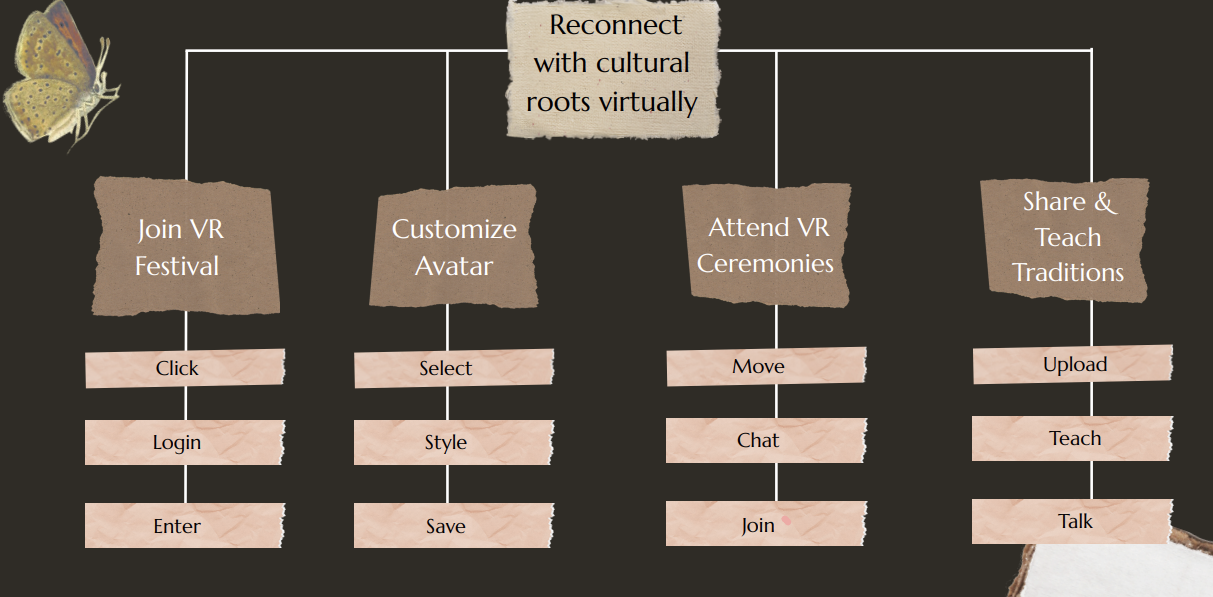 Reconnect
with cultural
roots virtually
Join VR
Festival
Click
Login
Enter
Customize
Avatar
Select
Style
Save
Attend VR
Ceremonies
Move
Chat
Join
Share &
Teach
Traditions
Upload
Teach
Talk